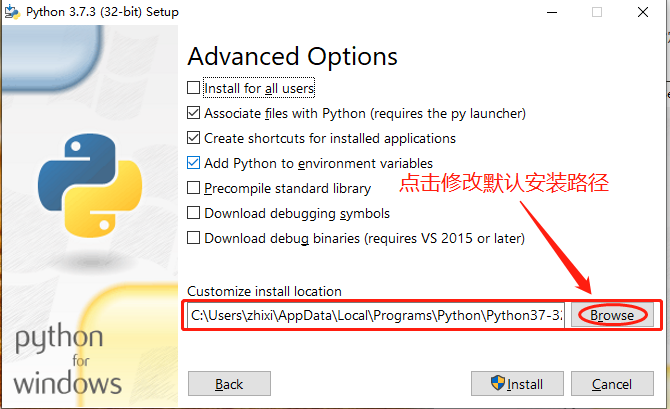 Python 3.7.3 (32-bit) Setup
Advanced Options
Install for all users
Associate files with Python (requires the py launcher)
Create shortcuts for installed applications
Add Python to environment variables
Precompile standard library
点击修改默认安装路径
Download debugging symbols
Download debug binaries (requires VS 2015 or later)
Customize install location
C:\Users\zhixi\AppData\Local\Programs\Python\Python37-32
Browse
python
for
windows
Back
Install
Cancel